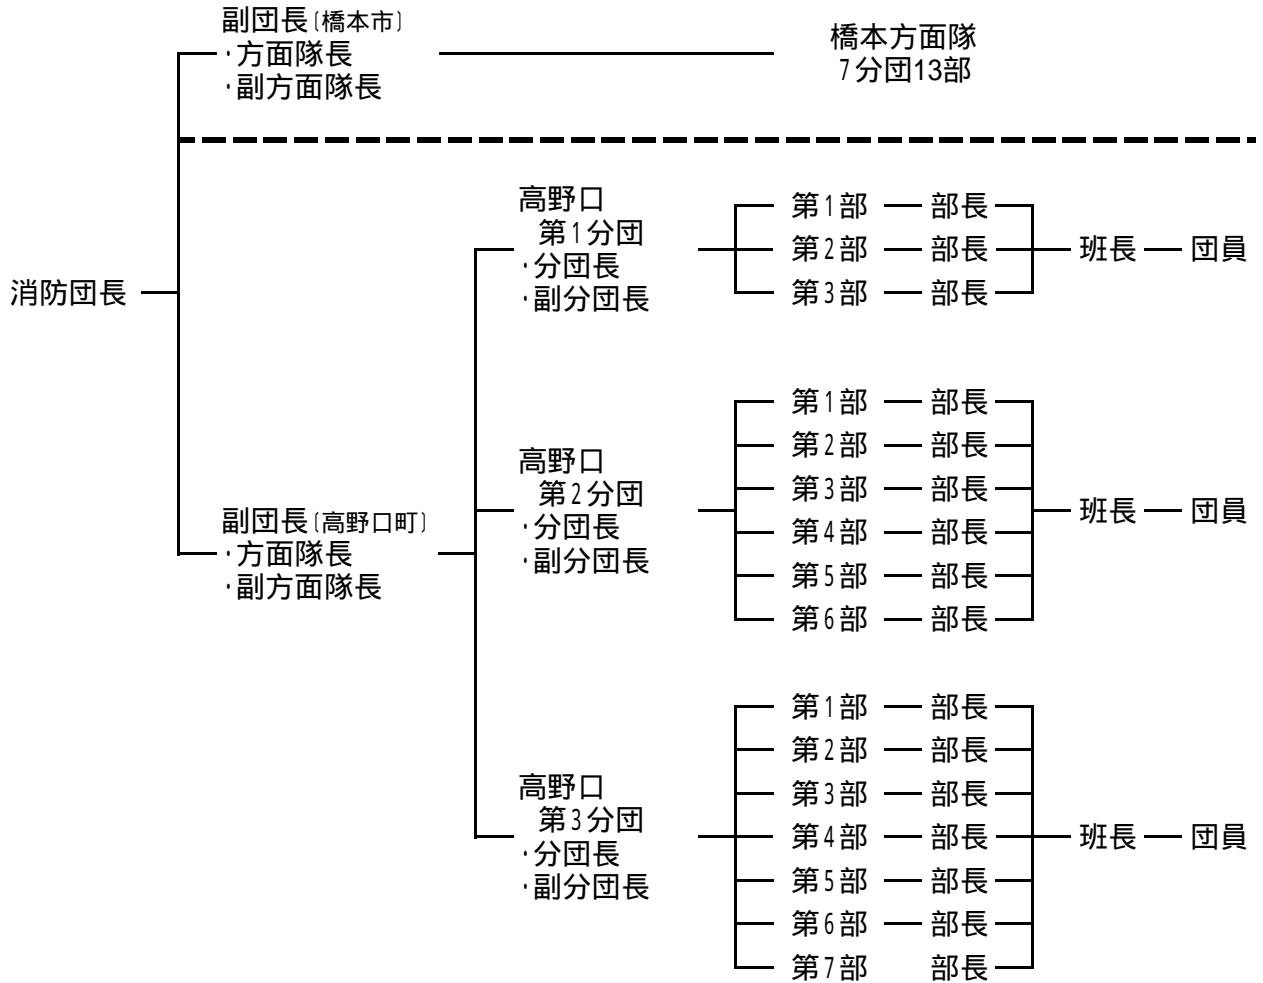 副団長(橋本市)
・方面隊長
・副方面隊長
橋本方面隊
7分団13部
消防団長
高野口
第1分団
・分団長
・副分団長
第1部 部長
第2部 部長
第3部 部長
班長 団員
副団長(高野口町)
・方面隊長
・副方面隊長
高野口
第2分団
・分団長
・副分団長
第1部 部長
第2部 部長
第3部 部長
第4部 部長
第5部 部長
第6部 部長
班長 団員
高野口
第3分団
・分団長
・副分団長
第1部 部長
第2部 部長
第3部 部長
第4部 部長
第5部 部長
第6部 部長
第7部 部長
班長 団員